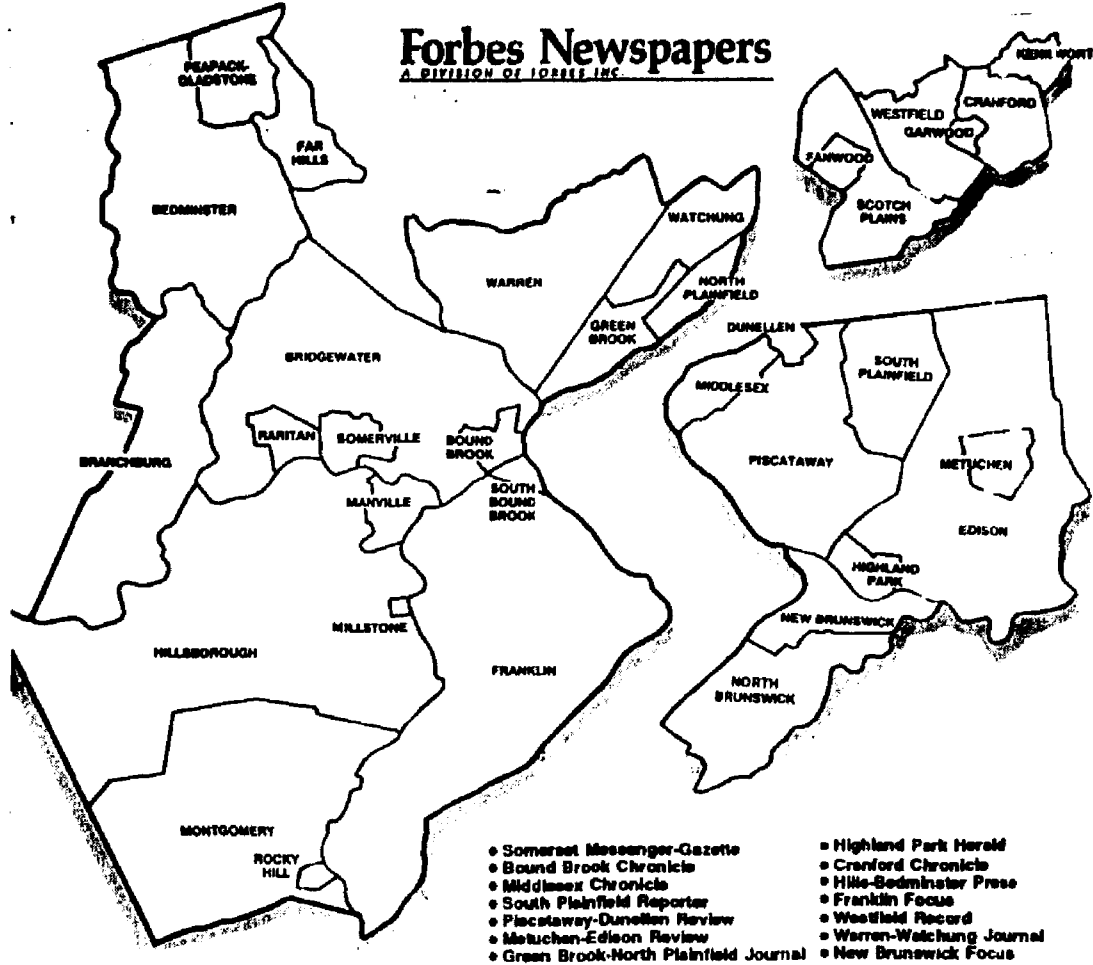 Forbes Newspapers
A DIVISION OF FORBES INC.
PEAPACK-
GLADSTONE
FAR
HILLS
BEDMINSTER
KENILWORT
CRANFORD
WESTFIELD
GARWOOD
FANWOOD
SCOTCH
PLAINS
WATCHUNG
WARREN
NORTH
PLAINFIELD
GREEN
BROOK
DUNELLEN
BRIDGEWATER
SOUTH
PLAINFIELD
MIDDLESEX
RARITAN
SOMERVILLE
BOUND
BROOK
BRANCHBURG
PISCATAWAY
METUCHEN
MANVILLE
SOUTH
BOUND
BROOK
EDISON
HIGHLAND
PARK
MILLSTONE
NEW BRUNSWICK
HILLSBOROUGH
FRANKLIN
NORTH
BRUNSWICK
MONTGOMERY
ROCKY
HILL
• Somerset Messenger-Gazette
• Bound Brook Chronicle
• Middlesex Chronicle
• South Plainfield Reporter
• Piscataway-Dunellen Review
• Metuchen-Edison Review
• Green Brook-North Plainfield Journal
• Highland Park Herald
• Cranford Chronicle
• Hills-Bedminster Press
• Franklin Focus
• Westfield Record
• Warren-Watchung Journal
• New Brunswick Focus